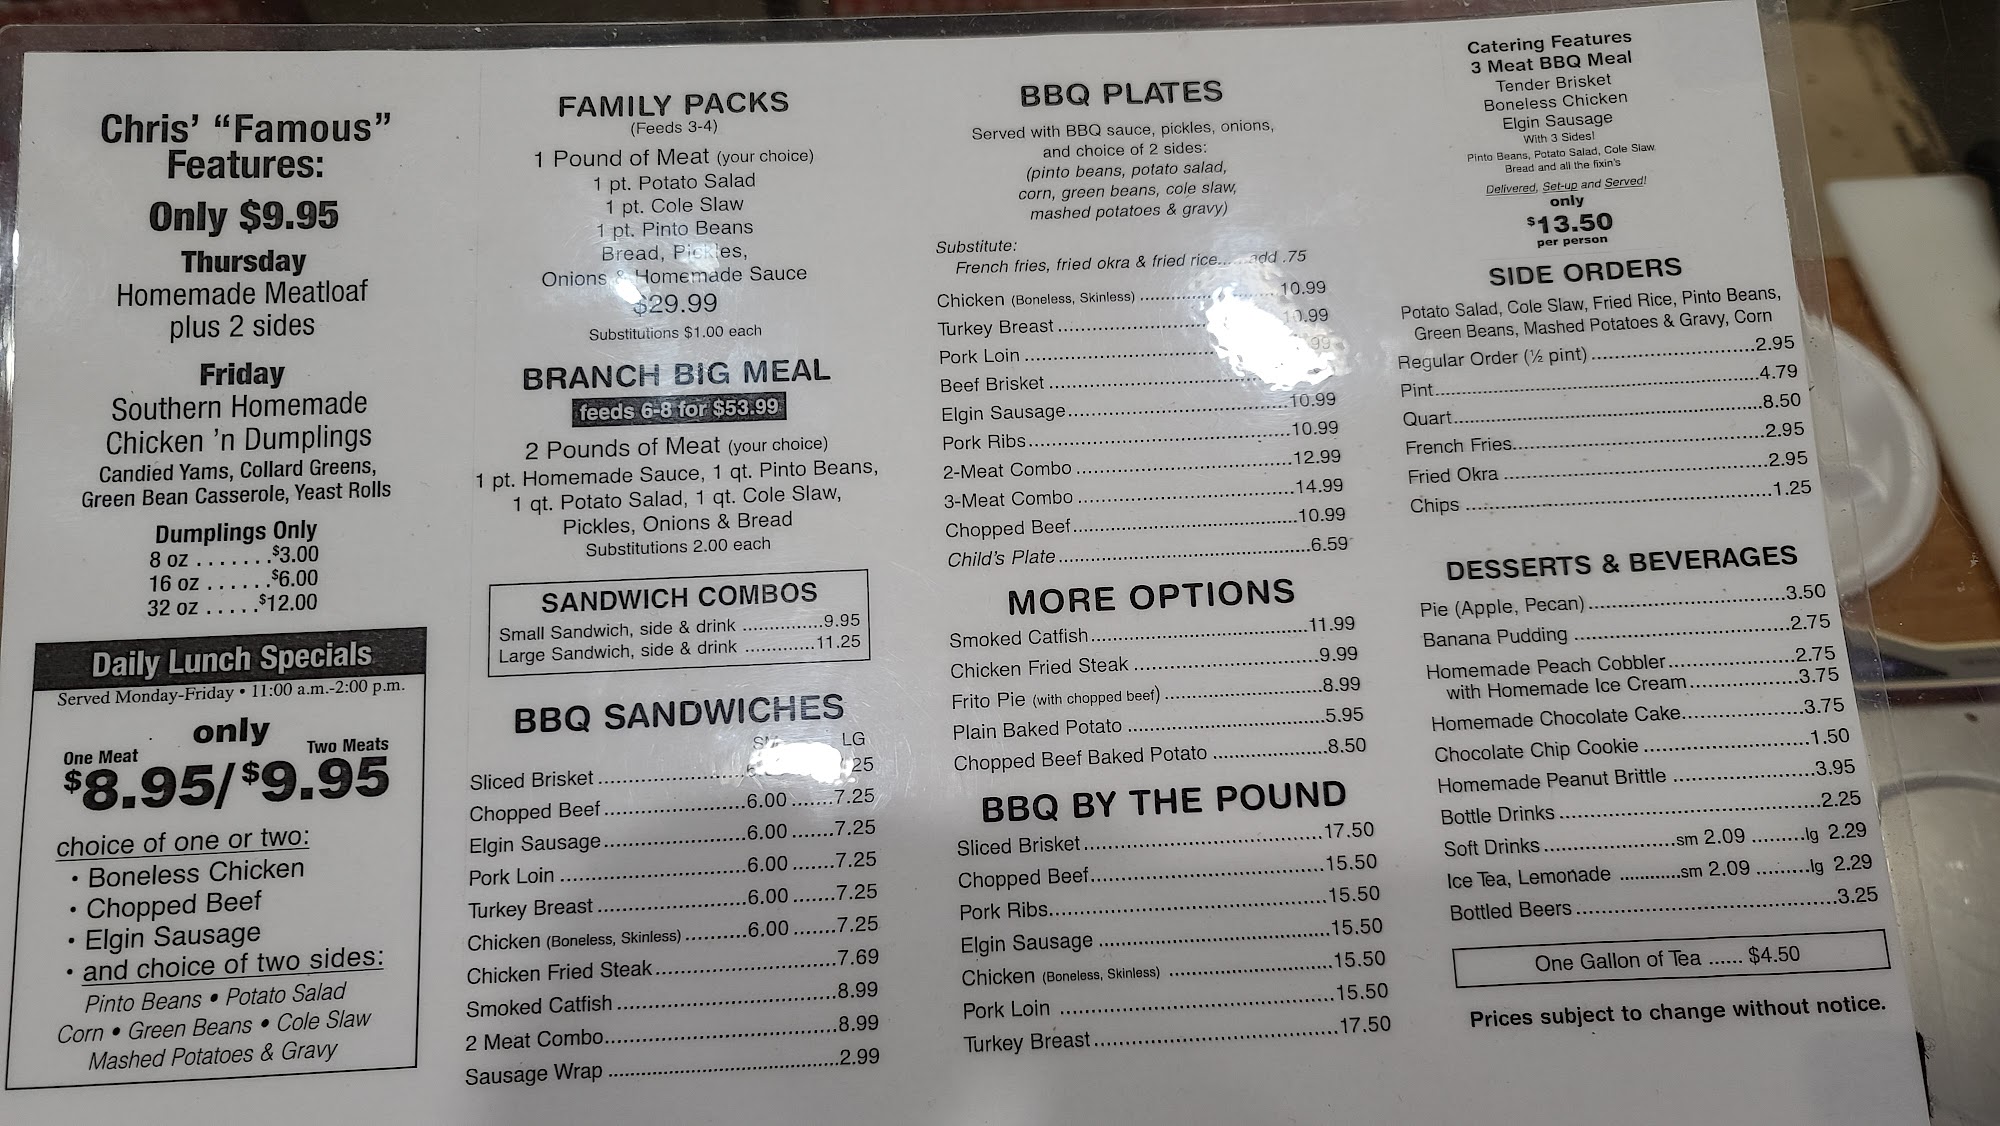 Chris' “Famous”
Features:
Only $9.95
Thursday
Homemade Meatloaf
plus 2 sides
Friday
Southern Homemade
Chicken 'n Dumplings
Candied Yams, Collard Greens,
Green Bean Casserole, Yeast Rolls
Dumplings Only
8 oz . . . . . . . $3.00
16 oz . . . . . . $6.00
32 oz . . . . . $12.00
Daily Lunch Specials
Served Monday-Friday • 11:00 a.m.-2:00 p.m.
only
One Meat Two Meats
$8.95/$9.95
choice of one or two:
• Boneless Chicken
• Chopped Beef
• Elgin Sausage
• and choice of two sides:
Pinto Beans • Potato Salad
Corn • Green Beans • Cole Slaw
Mashed Potatoes & Gravy
FAMILY PACKS
(Feeds 3-4)
1 Pound of Meat (your choice)
1 pt. Potato Salad
1 pt. Cole Slaw
1 pt. Pinto Beans
Bread, Pickles,
Onions & Homemade Sauce
$29.99
Substitutions $1.00 each
BRANCH BIG MEAL
feeds 6-8 for $53.99
2 Pounds of Meat (your choice)
1 pt. Homemade Sauce, 1 qt. Pinto Beans,
1 qt. Potato Salad, 1 qt. Cole Slaw,
Pickles, Onions & Bread
Substitutions 2.00 each
SANDWICH COMBOS
Small Sandwich, side & drink ..............9.95
Large Sandwich, side & drink ............11.25
BBQ SANDWICHES
SM LG
Sliced Brisket
Chopped Beef.......................6.00 .......7.25
Elgin Sausage.......................6.00 .......7.25
Pork Loin ..............................6.00 .......7.25
Turkey Breast ........................6.00 .......7.25
Chicken (Boneless, Skinless) ..........6.00 .......7.25
Chicken Fried Steak.............................7.69
Smoked Catfish ...................................8.99
2 Meat Combo.....................................8.99
Sausage Wrap .....................................2.99
BBQ PLATES
Served with BBQ sauce, pickles, onions,
and choice of 2 sides:
(pinto beans, potato salad,
corn, green beans, cole slaw,
mashed potatoes & gravy)
Substitute:
French fries, fried okra & fried rice.....add .75
Chicken (Boneless, Skinless) .....................10.99
Turkey Breast ...................................10.99
Pork Loin
Beef Brisket
Elgin Sausage...................................10.99
Pork Ribs..........................................10.99
2-Meat Combo ..................................12.99
3-Meat Combo ..................................14.99
Chopped Beef...................................10.99
Child's Plate .......................................6.59
MORE OPTIONS
Smoked Catfish..................................11.99
Chicken Fried Steak .............................9.99
Frito Pie (with chopped beef) .......................8.99
Plain Baked Potato ..............................5.95
Chopped Beef Baked Potato .................8.50
BBQ BY THE POUND
Sliced Brisket.....................................17.50
Chopped Beef....................................15.50
Pork Ribs...........................................15.50
Elgin Sausage ...................................15.50
Chicken (Boneless, Skinless) .......................15.50
Pork Loin ..........................................15.50
Turkey Breast.....................................17.50
Catering Features
3 Meat BBQ Meal
Tender Brisket
Boneless Chicken
Elgin Sausage
With 3 Sides!
Pinto Beans, Potato Salad, Cole Slaw
Bread and all the fixin's
Delivered, Set-up and Served!
only
$13.50
per person
SIDE ORDERS
Potato Salad, Cole Slaw, Fried Rice, Pinto Beans,
Green Beans, Mashed Potatoes & Gravy, Corn
Regular Order (½ pint) .........................2.95
Pint.....................................................4.79
Quart..................................................8.50
French Fries........................................2.95
Fried Okra ..........................................2.95
Chips .................................................1.25
DESSERTS & BEVERAGES
Pie (Apple, Pecan)................................3.50
Banana Pudding ..................................2.75
Homemade Peach Cobbler....................2.75
with Homemade Ice Cream.................3.75
Homemade Chocolate Cake...................3.75
Chocolate Chip Cookie .........................1.50
Homemade Peanut Brittle ......................3.95
Bottle Drinks........................................2.25
Soft Drinks.....................sm 2.09 .........lg 2.29
Ice Tea, Lemonade ............sm 2.09 .........lg 2.29
Bottled Beers.......................................3.25
One Gallon of Tea ...... $4.50
Prices subject to change without notice.